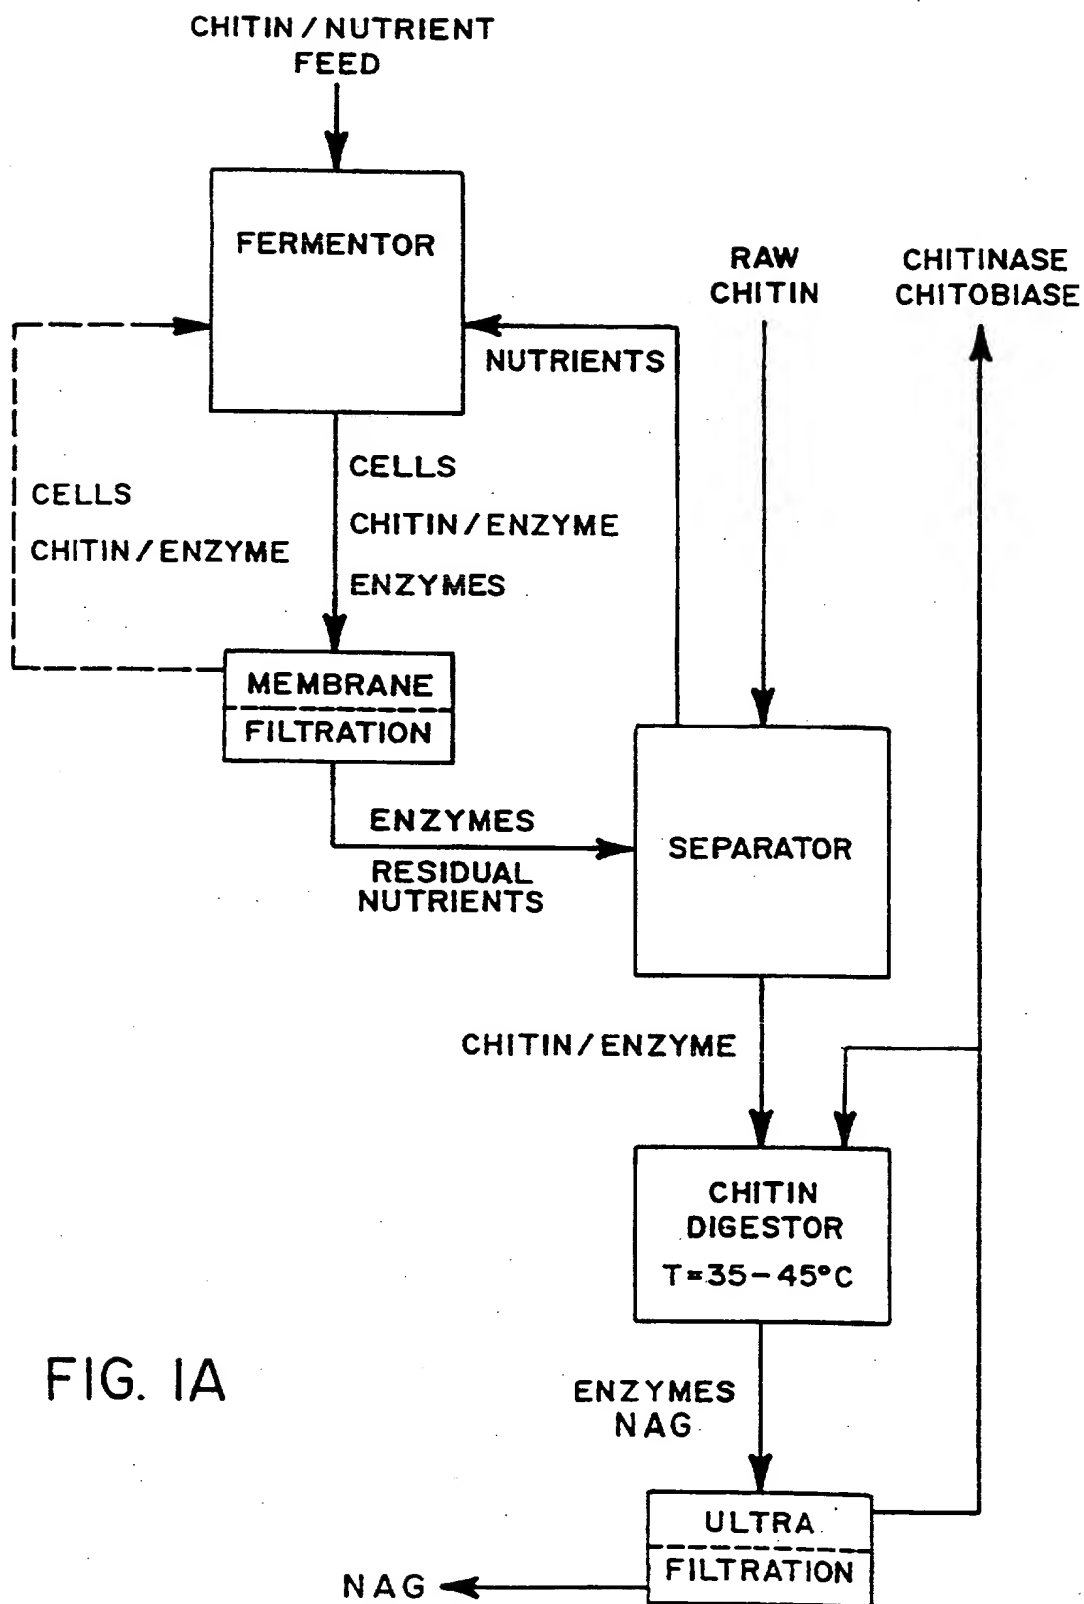 CHITIN/NUTRIENT
FEED
FERMENTOR
RAW
CHITIN
CHITINASE
CHITOBIASE
NUTRIENTS
CELLS
CHITIN/ENZYME
ENZYMES
CELLS
CHITIN/ENZYME
MEMBRANE
FILTRATION
ENZYMES
RESIDUAL
NUTRIENTS
SEPARATOR
CHITIN/ENZYME
CHITIN
DIGESTOR
T=35-45°C
FIG. 1A
ENZYMES
NAG
ULTRA
FILTRATION
NAG